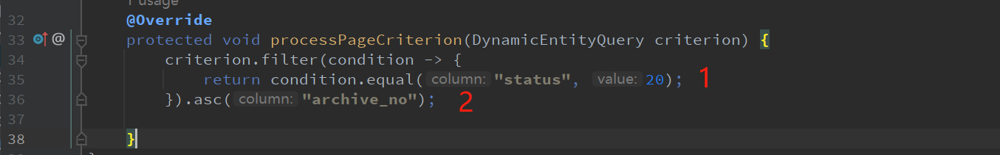 1 usage
32 @Override
33 @ protected void processPageCriterion(DynamicEntityQuery criterion) {
34 criterion.filter(condition -> {
35 return condition.equal( column: "status", value: 20); 1
36 }).asc( column: "archive_no"); 2
37
38 }